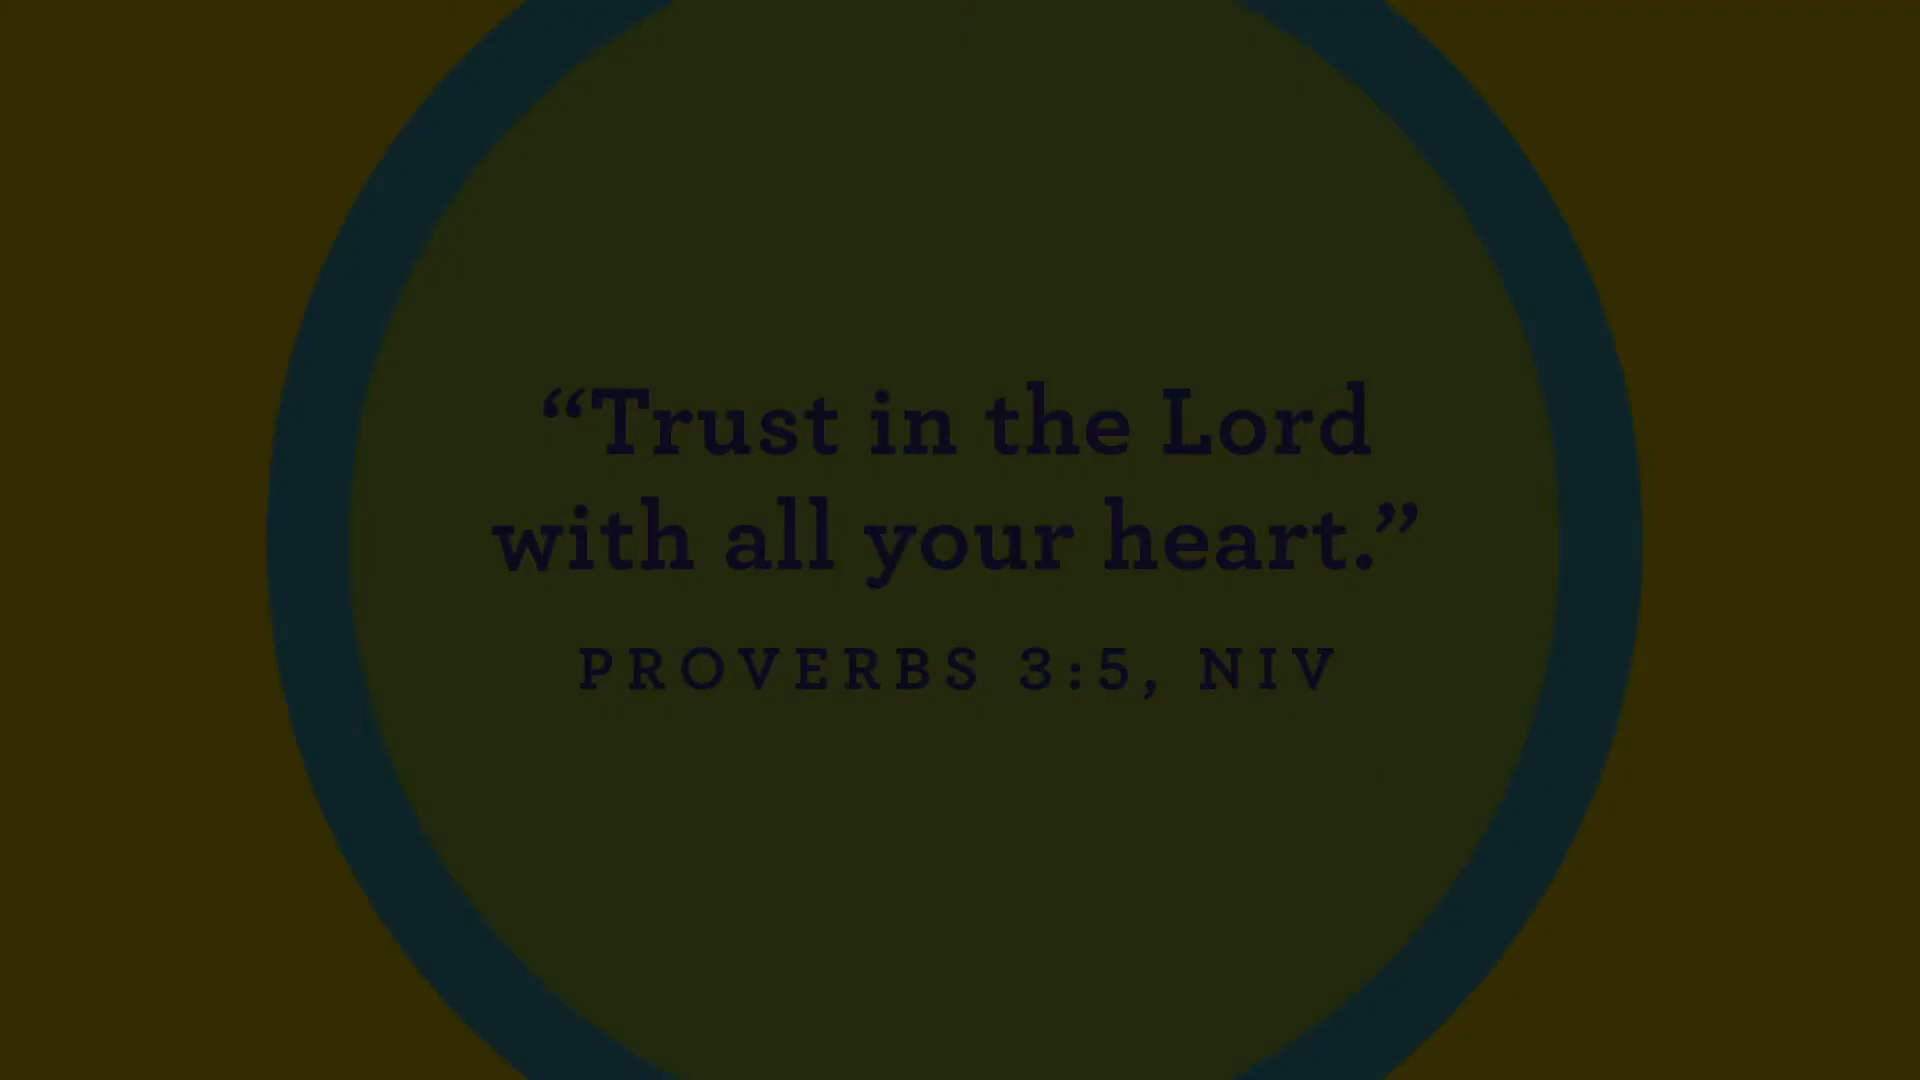 “Trust in the Lord
with all your heart.”
PROVERBS 3:5, NIV